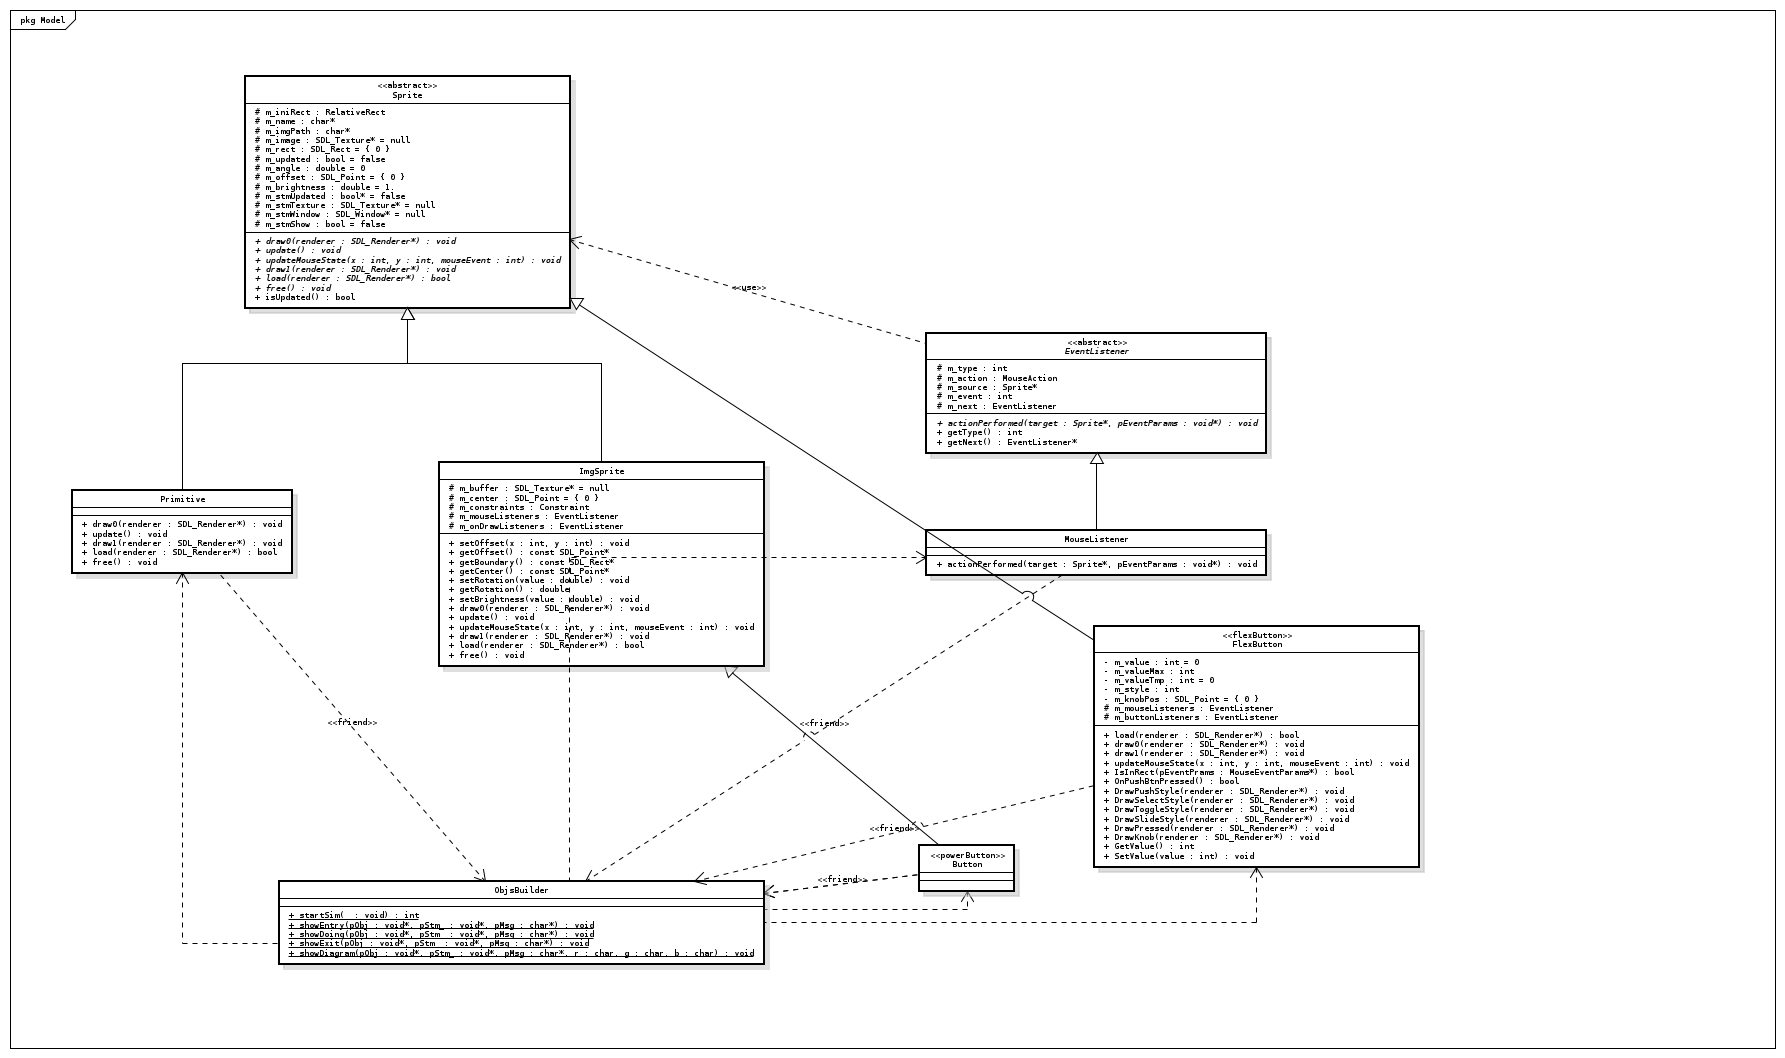 pkg Model
<<abstract>>
Sprite
# m_iniRect : RelativeRect
# m_name : char*
# m_imgPath : char*
# m_image : SDL_Texture* = null
# m_rect : SDL_Rect = { 0 }
# m_updated : bool = false
# m_angle : double = 0
# m_offset : SDL_Point = { 0 }
# m_brightness : double = 1.
# m_stmUpdated : bool* = false
# m_stmTexture : SDL_Texture* = null
# m_stmWindow : SDL_Window* = null
# m_stmShow : bool = false
+ draw0(renderer : SDL_Renderer*) : void
+ update() : void
+ updateMouseState(x : int, y : int, mouseEvent : int) : void
+ draw1(renderer : SDL_Renderer*) : void
+ load(renderer : SDL_Renderer*) : bool
+ free() : void
+ isUpdated() : bool
<<use>>
<<abstract>>
EventListener
# m_type : int
# m_action : MouseAction
# m_source : Sprite*
# m_event : int
# m_next : EventListener
+ actionPerformed(target : Sprite*, pEventParams : void*) : void
+ getType() : int
+ getNext() : EventListener*
Primitive
+ draw0(renderer : SDL_Renderer*) : void
+ update() : void
+ draw1(renderer : SDL_Renderer*) : void
+ load(renderer : SDL_Renderer*) : bool
+ free() : void
ImgSprite
# m_buffer : SDL_Texture* = null
# m_center : SDL_Point = { 0 }
# m_constraints : Constraint
# m_mouseListeners : EventListener
# m_onDrawListeners : EventListener
+ setOffset(x : int, y : int) : void
+ getOffset() : const SDL_Point*
+ getBoundary() : const SDL_Rect*
+ getCenter() : const SDL_Point*
+ setRotation(value : double) : void
+ getRotation() : double
+ setBrightness(value : double) : void
+ draw0(renderer : SDL_Renderer*) : void
+ update() : void
+ updateMouseState(x : int, y : int, mouseEvent : int) : void
+ draw1(renderer : SDL_Renderer*) : void
+ load(renderer : SDL_Renderer*) : bool
+ free() : void
MouseListener
+ actionPerformed(target : Sprite*, pEventParams : void*) : void
<<flexButton>>
FlexButton
- m_value : int = 0
- m_valueMax : int
- m_valueTmp : int = 0
- m_style : int
- m_knobPos : SDL_Point = { 0 }
# m_mouseListeners : EventListener
# m_buttonListeners : EventListener
+ load(renderer : SDL_Renderer*) : bool
+ draw0(renderer : SDL_Renderer*) : void
+ draw1(renderer : SDL_Renderer*) : void
+ updateMouseState(x : int, y : int, mouseEvent : int) : void
+ IsInRect(pEventPrams : MouseEventParams*) : bool
+ OnPushBtnPressed() : bool
+ DrawPushStyle(renderer : SDL_Renderer*) : void
+ DrawSelectStyle(renderer : SDL_Renderer*) : void
+ DrawToggleStyle(renderer : SDL_Renderer*) : void
+ DrawSlideStyle(renderer : SDL_Renderer*) : void
+ DrawPressed(renderer : SDL_Renderer*) : void
+ DrawKnob(renderer : SDL_Renderer*) : void
+ GetValue() : int
+ SetValue(value : int) : void
<<friend>>
<<friend>>
<<friend>>
<<friend>>
<<powerButton>>
Button
ObjsBuilder
+ startSim(_ : void) : int
+ showEntry(pObj : void*, pStm_ : void*, pMsg : char*) : void
+ showDoing(pObj : void*, pStm_ : void*, pMsg : char*) : void
+ showExit(pObj : void*, pStm_ : void*, pMsg : char*) : void
+ showDiagram(pObj : void*, pStm_ : void*, pMsg : char*, r : char, g : char, b : char) : void